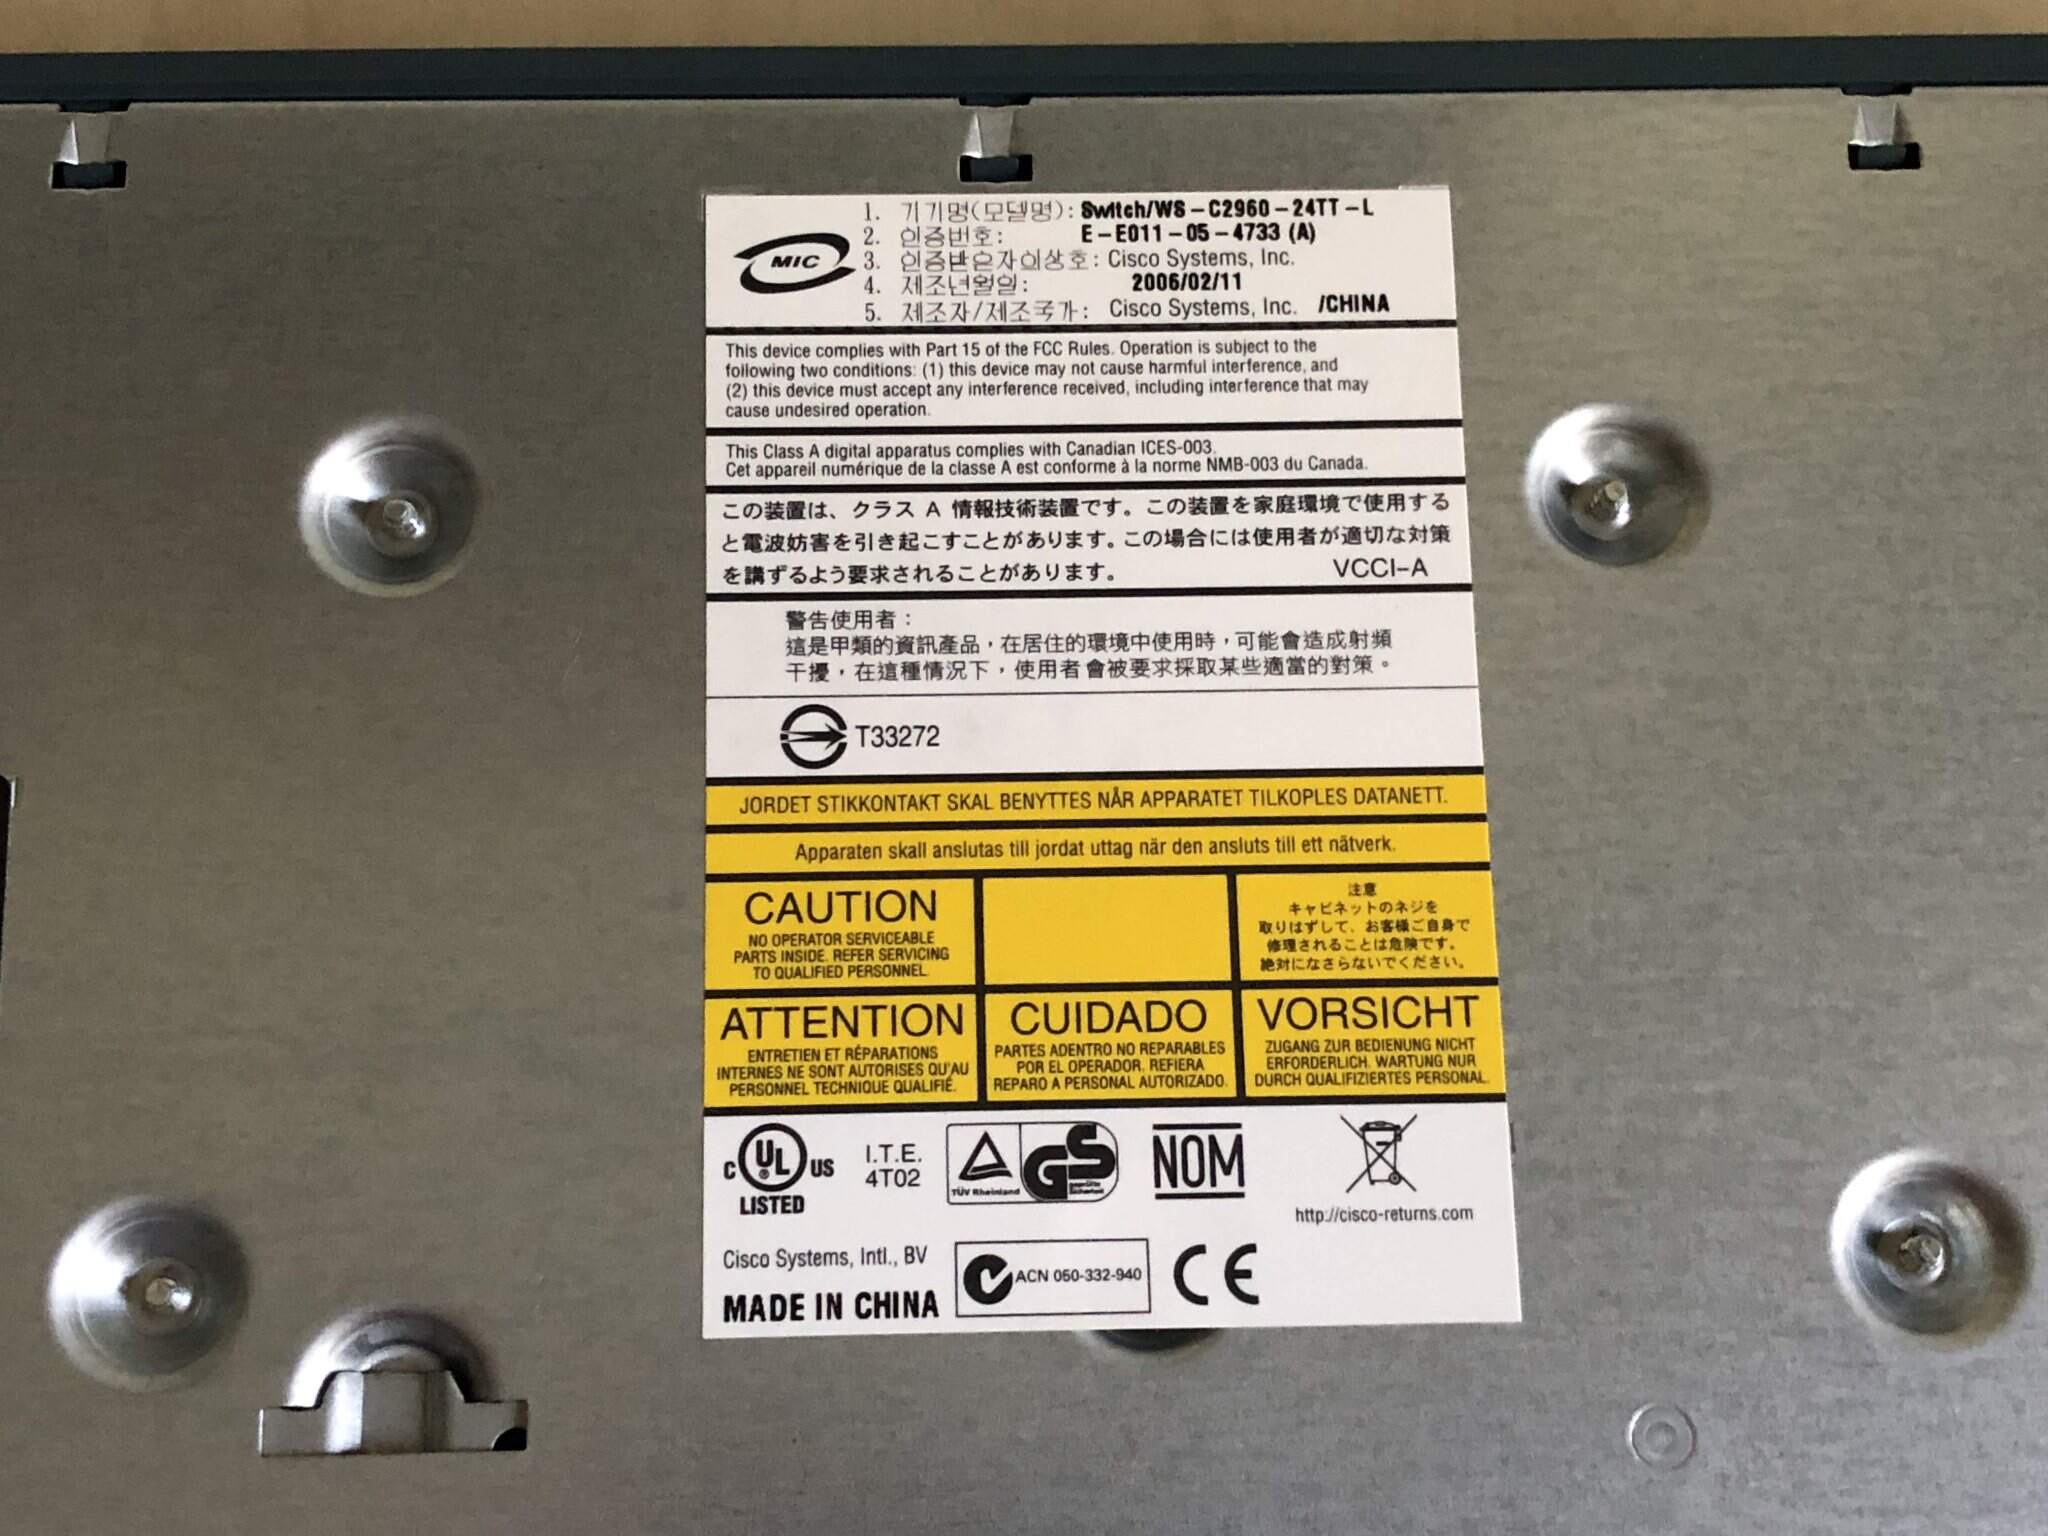 MIC
1. 기기명(모델명): Switch/WS-C2960-24TT-L
2. 인증번호: E-E011-05-4733 (A)
3. 인증받은자의상호: Cisco Systems, Inc.
4. 제조년월일: 2006/02/11
5. 제조자/제조국가: Cisco Systems, Inc. /CHINA
This device complies with Part 15 of the FCC Rules. Operation is subject to the
following two conditions: (1) this device may not cause harmful interference, and
(2) this device must accept any interference received, including interference that may
cause undesired operation.
This Class A digital apparatus complies with Canadian ICES-003.
Cet appareil numérique de la classe A est conforme à la norme NMB-003 du Canada.
この装置は、クラス A 情報技術装置です。この装置を家庭環境で使用する
と電波妨害を引き起こすことがあります。この場合には使用者が適切な対策
を講ずるよう要求されることがあります。 VCCI-A
警告使用者：
這是甲類的資訊產品，在居住的環境中使用時，可能會造成射頻
干擾，在這種情況下，使用者會被要求採取某些適當的對策。
T33272
JORDET STIKKONTAKT SKAL BENYTTES NÅR APPARATET TILKOPLES DATANETT.
Apparaten skall anslutas till jordat uttag när den ansluts till ett nätverk.
CAUTION
NO OPERATOR SERVICEABLE
PARTS INSIDE. REFER SERVICING
TO QUALIFIED PERSONNEL.
注意
キャビネットのネジを
取りはずして、お客様ご自身で
修理されることは危険です。
絶対になさらないでください。
ATTENTION
ENTRETIEN ET RÉPARATIONS
INTERNES NE SONT AUTORISES QU'AU
PERSONNEL TECHNIQUE QUALIFIÉ.
CUIDADO
PARTES ADENTRO NO REPARABLES
POR EL OPERADOR. REFIERA
REPARO A PERSONAL AUTORIZADO.
VORSICHT
ZUGANG ZUR BEDIENUNG NICHT
ERFORDERLICH. WARTUNG NUR
DURCH QUALIFIZIERTES PERSONAL.
C UL US
LISTED
I.T.E.
4T02
TÜV Rheinland
GS
geprüfte
Sicherheit
NOM
http://cisco-returns.com
Cisco Systems, Intl., BV
MADE IN CHINA
ACN 050-332-940
CE